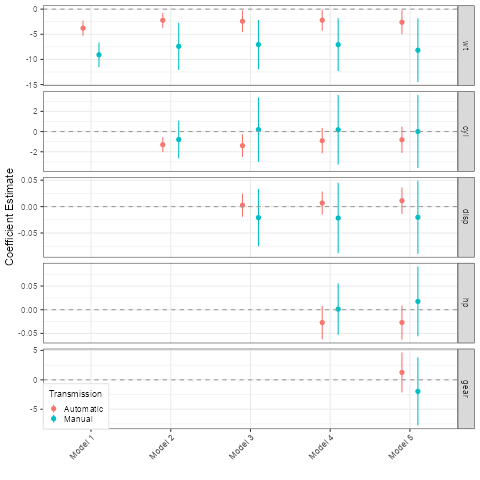 0
-5
-10
-15
wt
2
0
-2
cyl
0.05
0.00
-0.05
disp
0.05
0.00
-0.05
hp
5
0
-5
gear
Coefficient Estimate
Transmission
Automatic
Manual
Model 1
Model 2
Model 3
Model 4
Model 5